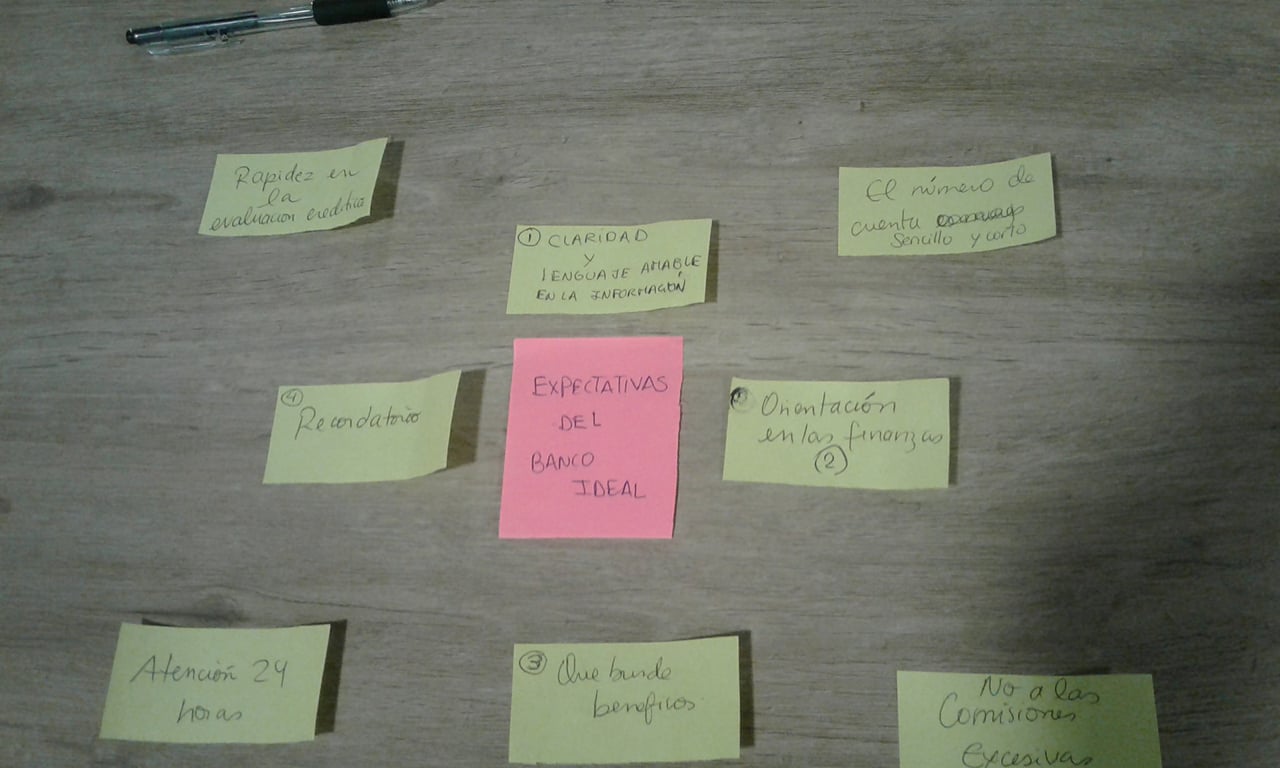 Rapidez en
la
evaluacion crediticia
El número de
cuenta
Sencillo y corto
① CLARIDAD
Y
LENGUAJE AMABLE
EN LA INFORMACIÓN
④
Recordatorio
EXPECTATIVAS
DEL
BANCO
IDEAL
Orientación
en las finanzas
②
Atención 24
horas
③ Que brinde
beneficios
No a las
Comisiones
Excesivas